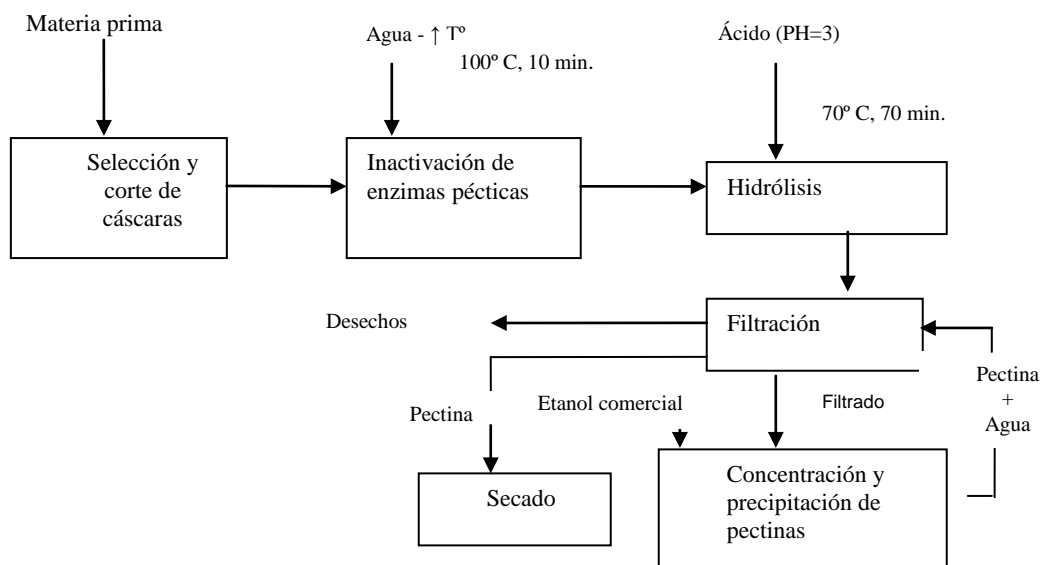 Materia prima
Agua - ↑ Tº
100º C, 10 min.
Ácido (PH=3)
70º C, 70 min.
Selección y
corte de
cáscaras
Inactivación de
enzimas pécticas
Hidrólisis
Desechos
Filtración
Pectina
Etanol comercial
Filtrado
Pectina
+
Agua
Secado
Concentración y
precipitación de
pectinas